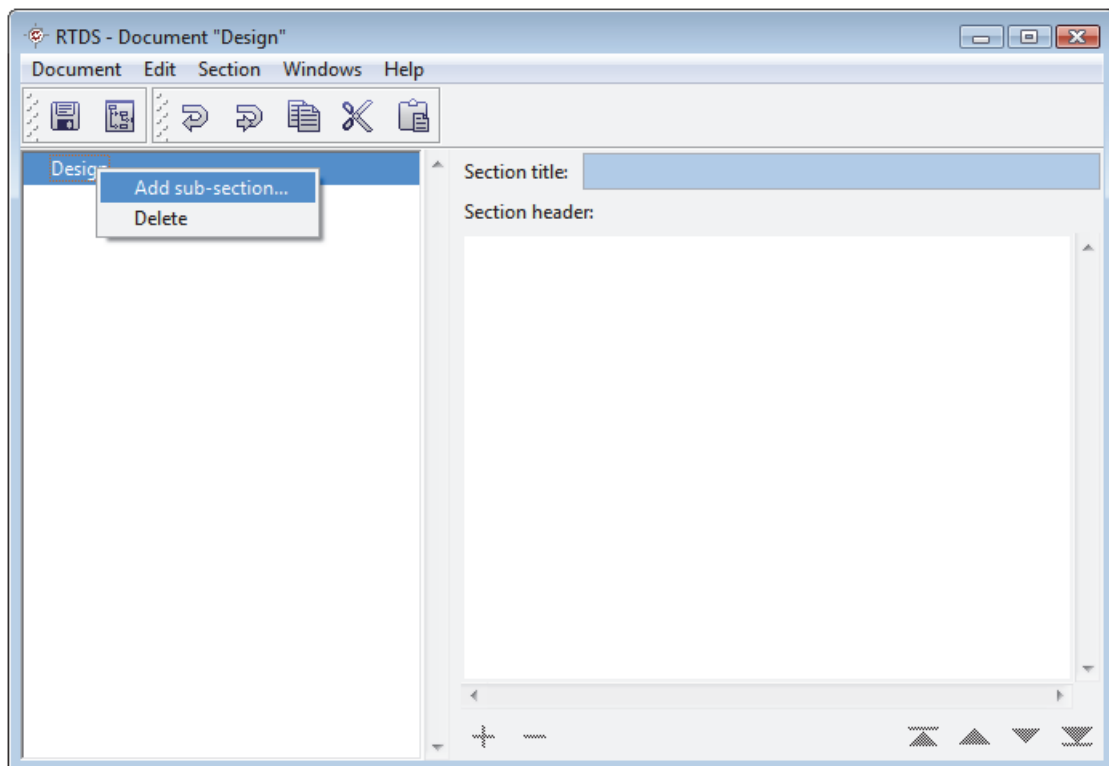 RTDS - Document "Design"
Document Edit Section Windows Help
Design
Add sub-section...
Delete
Section title:
Section header: